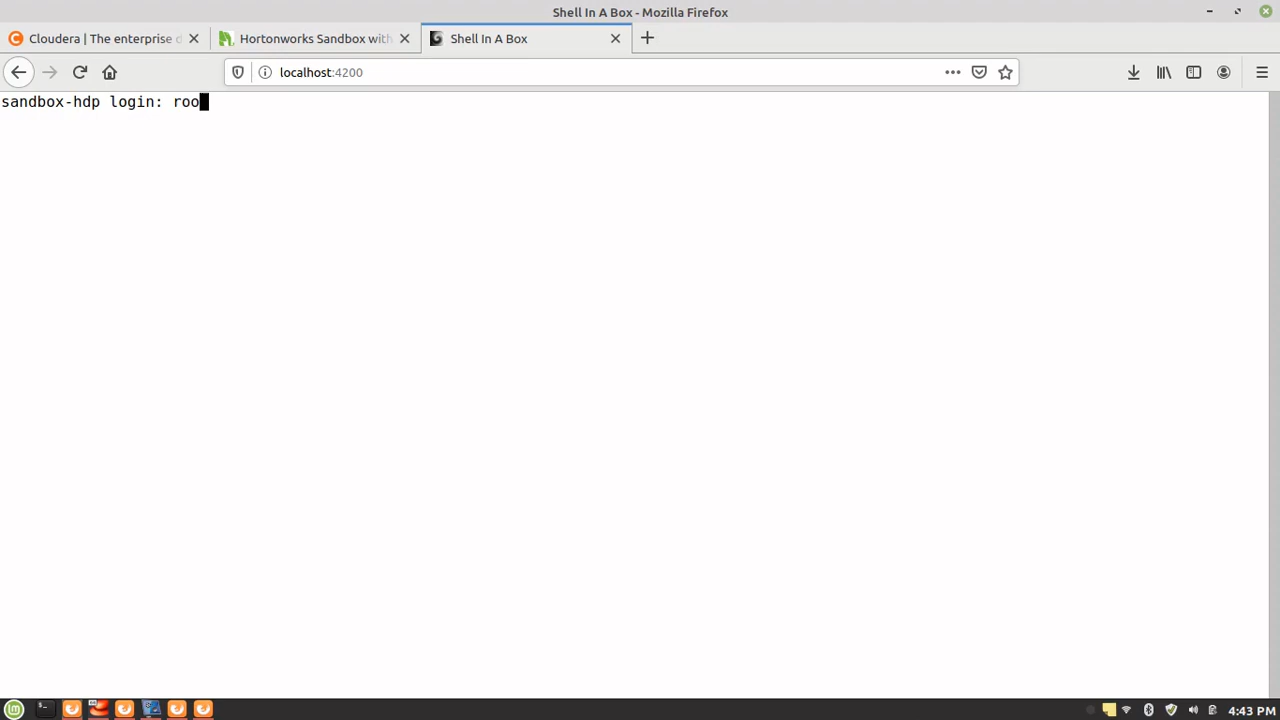 Shell In A Box - Mozilla Firefox
Cloudera | The enterprise d
Hortonworks Sandbox with
Shell In A Box
localhost:4200
sandbox-hdp login: roo
4:43 PM